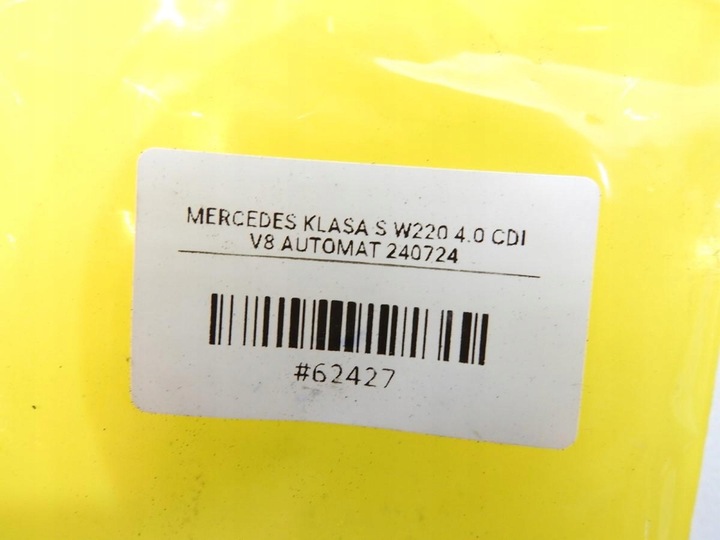 MERCEDES KLASA S W220 4.0 CDI
V8 AUTOMAT 240724
#62427